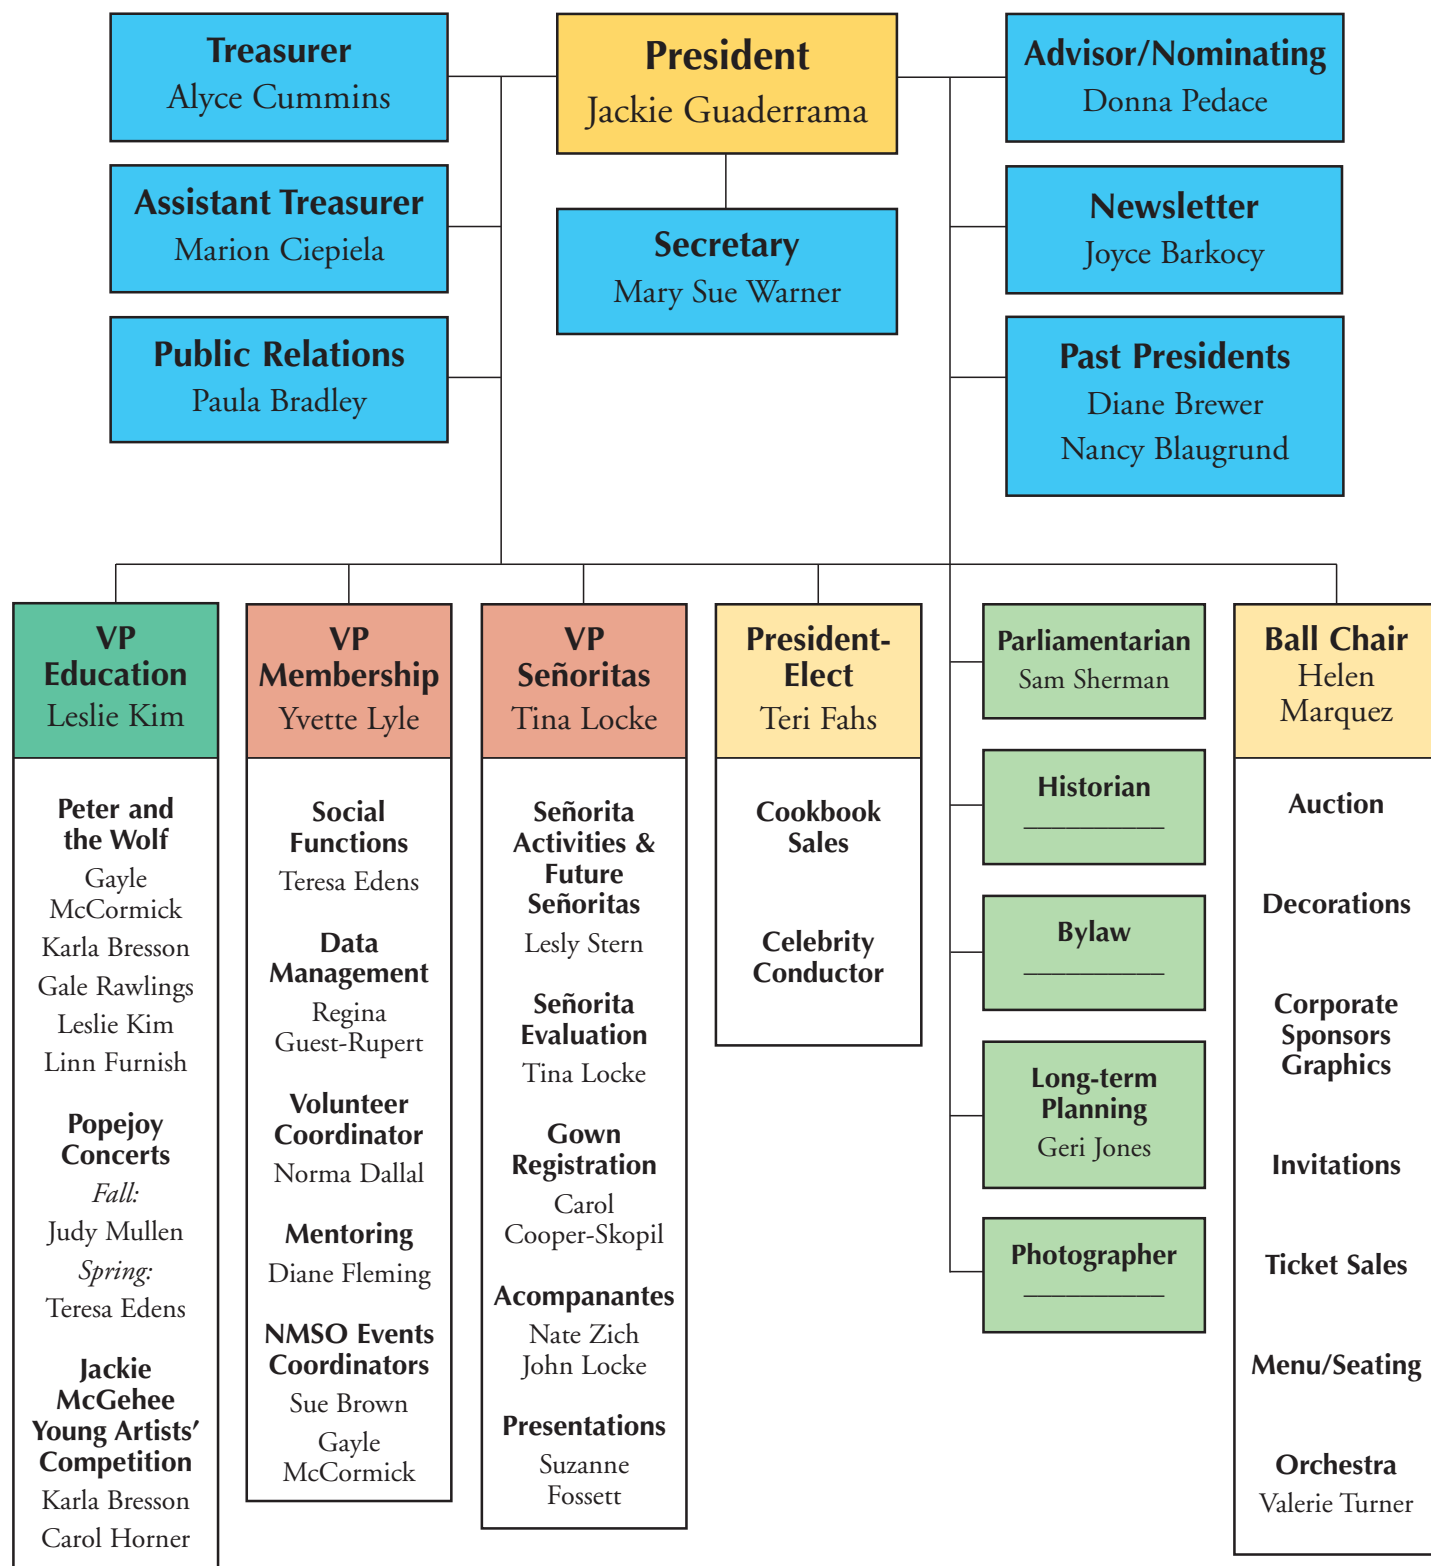 Treasurer
Alyce Cummins
President
Jackie Guaderrama
Advisor/Nominating
Donna Pedace
Assistant Treasurer
Marion Ciepiela
Secretary
Mary Sue Warner
Newsletter
Joyce Barkocy
Public Relations
Paula Bradley
Past Presidents
Diane Brewer
Nancy Blaugrund
VP
Education
Leslie Kim
Peter and
the Wolf
Gayle
McCormick
Karla Bresson
Gale Rawlings
Leslie Kim
Linn Furnish
Popejoy
Concerts
Fall:
Judy Mullen
Spring:
Teresa Edens
Jackie
McGehee
Young Artists’
Competition
Karla Bresson
Carol Horner
VP
Membership
Yvette Lyle
Social
Functions
Teresa Edens
Data
Management
Regina
Guest-Rupert
Volunteer
Coordinator
Norma Dallal
Mentoring
Diane Fleming
NMSO Events
Coordinators
Sue Brown
Gayle
McCormick
VP
Señoritas
Tina Locke
Señorita
Activities &
Future
Señoritas
Lesly Stern
Señorita
Evaluation
Tina Locke
Gown
Registration
Carol
Cooper-Skopil
Acompanantes
Nate Zich
John Locke
Presentations
Suzanne
Fossett
President-
Elect
Teri Fahs
Cookbook
Sales
Celebrity
Conductor
Parliamentarian
Sam Sherman
Historian
Bylaw
Long-term
Planning
Geri Jones
Photographer
Ball Chair
Helen
Marquez
Auction
Decorations
Corporate
Sponsors
Graphics
Invitations
Ticket Sales
Menu/Seating
Orchestra
Valerie Turner